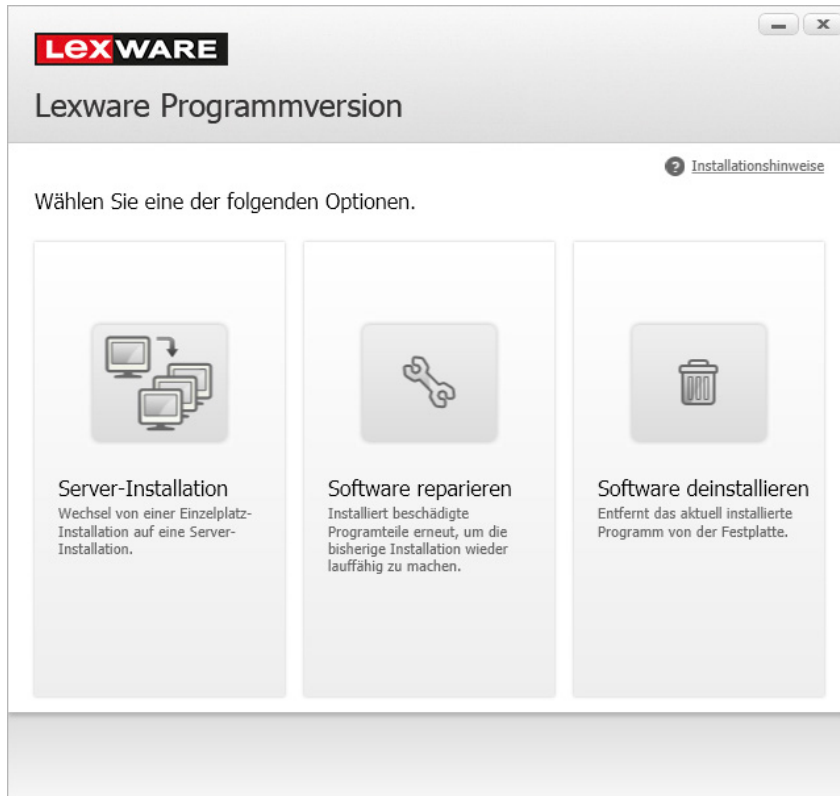 LEXWARE
Lexware Programmversion
? Installationshinweise
Wählen Sie eine der folgenden Optionen.
Server-Installation
Wechsel von einer Einzelplatz-
Installation auf eine Server-
Installation.
Software reparieren
Installiert beschädigte
Programteile erneut, um die
bisherige Installation wieder
lauffähig zu machen.
Software deinstallieren
Entfernt das aktuell installierte
Programm von der Festplatte.